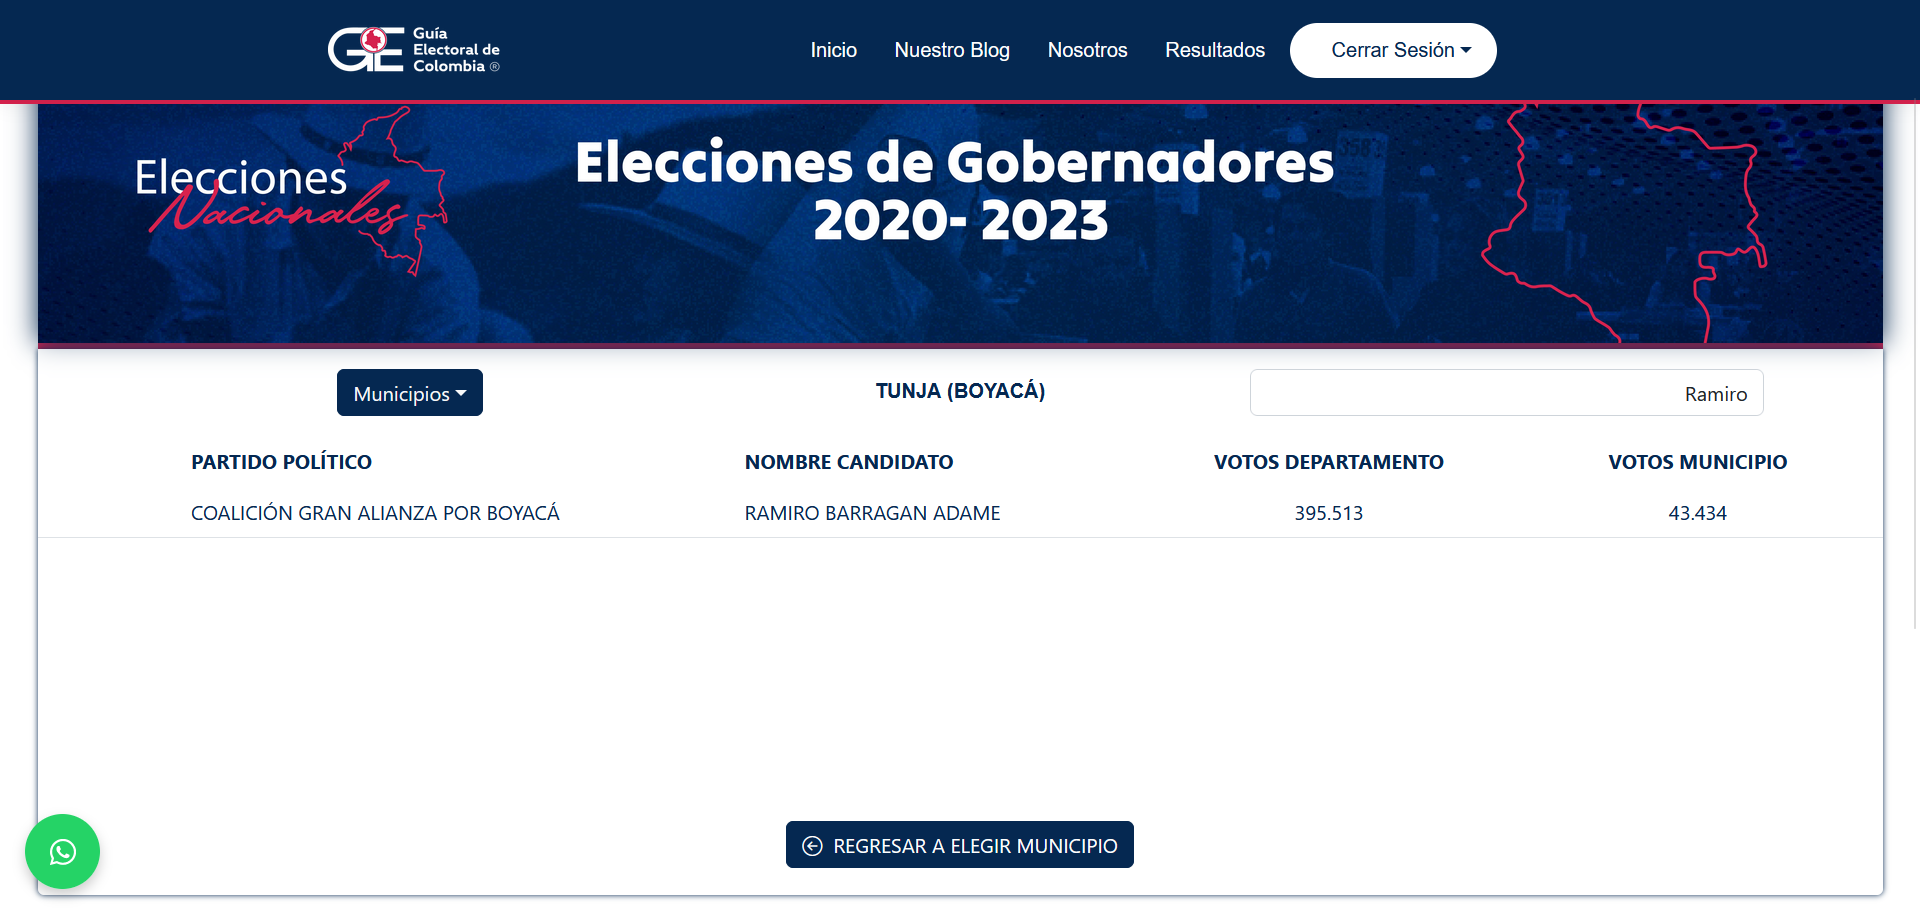 Guía
Electoral de
Colombia ®
Inicio
Nuestro Blog
Nosotros
Resultados
Cerrar Sesión
Elecciones
Nacionales
Elecciones de Gobernadores
2020- 2023
Municipios
TUNJA (BOYACÁ)
Ramiro
PARTIDO POLÍTICO NOMBRE CANDIDATO VOTOS DEPARTAMENTO VOTOS MUNICIPIO
COALICIÓN GRAN ALIANZA POR BOYACÁ RAMIRO BARRAGAN ADAME 395.513 43.434
REGRESAR A ELEGIR MUNICIPIO